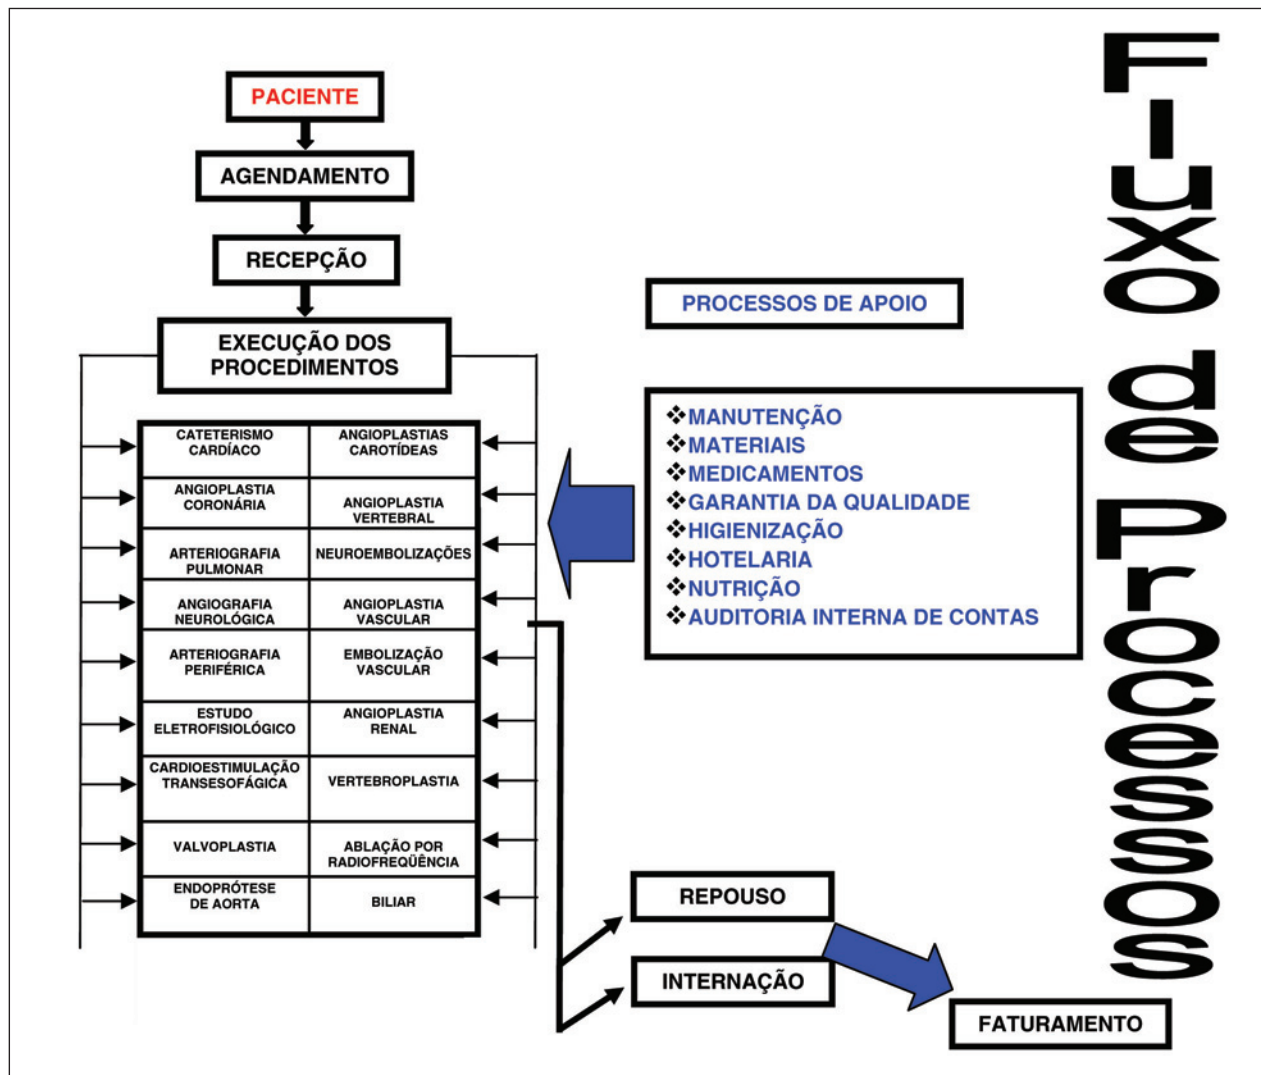 PACIENTE
AGENDAMENTO
RECEPÇÃO
EXECUÇÃO DOS
PROCEDIMENTOS
CATETERISMO
CARDÍACO
ANGIOPLASTIAS
CAROTÍDEAS
ANGIOPLASTIA
CORONÁRIA
ANGIOPLASTIA
VERTEBRAL
ARTERIOGRAFIA
PULMONAR
NEUROEMBOLIZAÇÕES
ANGIOGRAFIA
NEUROLÓGICA
ANGIOPLASTIA
VASCULAR
ARTERIOGRAFIA
PERIFÉRICA
EMBOLIZAÇÃO
VASCULAR
ESTUDO
ELETROFISIOLÓGICO
ANGIOPLASTIA
RENAL
CARDIOESTIMULAÇÃO
TRANSESOFÁGICA
VERTEBROPLASTIA
VALVOPLASTIA
ABLAÇÃO POR
RADIOFREQÜÊNCIA
ENDOPRÓTESE
DE AORTA
BILIAR
PROCESSOS DE APOIO
❖MANUTENÇÃO
❖MATERIAIS
❖MEDICAMENTOS
❖GARANTIA DA QUALIDADE
❖HIGIENIZAÇÃO
❖HOTELARIA
❖NUTRIÇÃO
❖AUDITORIA INTERNA DE CONTAS
REPOUSO
INTERNAÇÃO
FATURAMENTO
Fluxo de Processos